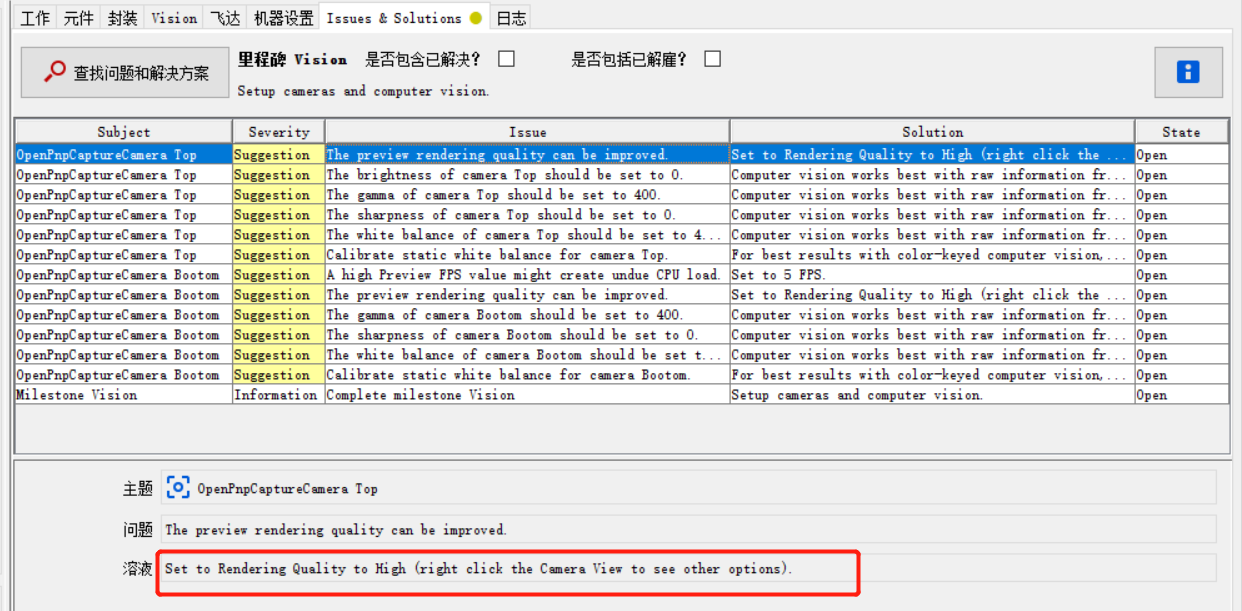 工作 元件 封装 Vision 飞达 机器设置 Issues & Solutions 日志
查找问题和解决方案 里程碑 Vision 是否包含已解决? 是否包括已解雇?
Setup cameras and computer vision.
Subject Severity Issue Solution State
OpenPnpCaptureCamera Top Suggestion The preview rendering quality can be improved. Set to Rendering Quality to High (right click the ... Open
OpenPnpCaptureCamera Top Suggestion The brightness of camera Top should be set to 0. Computer vision works best with raw information fr... Open
OpenPnpCaptureCamera Top Suggestion The gamma of camera Top should be set to 400. Computer vision works best with raw information fr... Open
OpenPnpCaptureCamera Top Suggestion The sharpness of camera Top should be set to 0. Computer vision works best with raw information fr... Open
OpenPnpCaptureCamera Top Suggestion The white balance of camera Top should be set to 4... Computer vision works best with raw information fr... Open
OpenPnpCaptureCamera Top Suggestion Calibrate static white balance for camera Top. For best results with color-keyed computer vision,... Open
OpenPnpCaptureCamera Bootom Suggestion A high Preview FPS value might create undue CPU load. Set to 5 FPS. Open
OpenPnpCaptureCamera Bootom Suggestion The preview rendering quality can be improved. Set to Rendering Quality to High (right click the ... Open
OpenPnpCaptureCamera Bootom Suggestion The gamma of camera Bootom should be set to 400. Computer vision works best with raw information fr... Open
OpenPnpCaptureCamera Bootom Suggestion The sharpness of camera Bootom should be set to 0. Computer vision works best with raw information fr... Open
OpenPnpCaptureCamera Bootom Suggestion The white balance of camera Bootom should be set t... Computer vision works best with raw information fr... Open
OpenPnpCaptureCamera Bootom Suggestion Calibrate static white balance for camera Bootom. For best results with color-keyed computer vision,... Open
Milestone Vision Information Complete milestone Vision Setup cameras and computer vision. Open
主题 OpenPnpCaptureCamera Top
问题 The preview rendering quality can be improved.
溶液 Set to Rendering Quality to High (right click the Camera View to see other options).